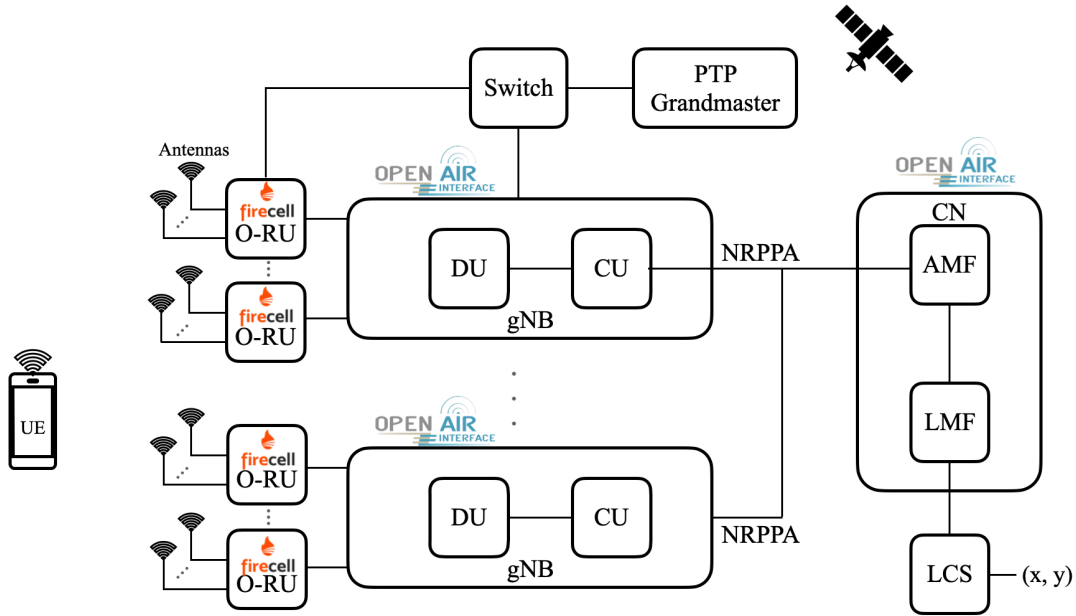 PTP
Grandmaster
Switch
Antennas
OPEN AIR
INTERFACE
OPEN AIR
INTERFACE
firecell
O-RU
CN
AMF
DU
CU
NRPPA
gNB
firecell
O-RU
UE
OPEN AIR
INTERFACE
LMF
firecell
O-RU
DU
CU
NRPPA
gNB
firecell
O-RU
LCS
(x, y)